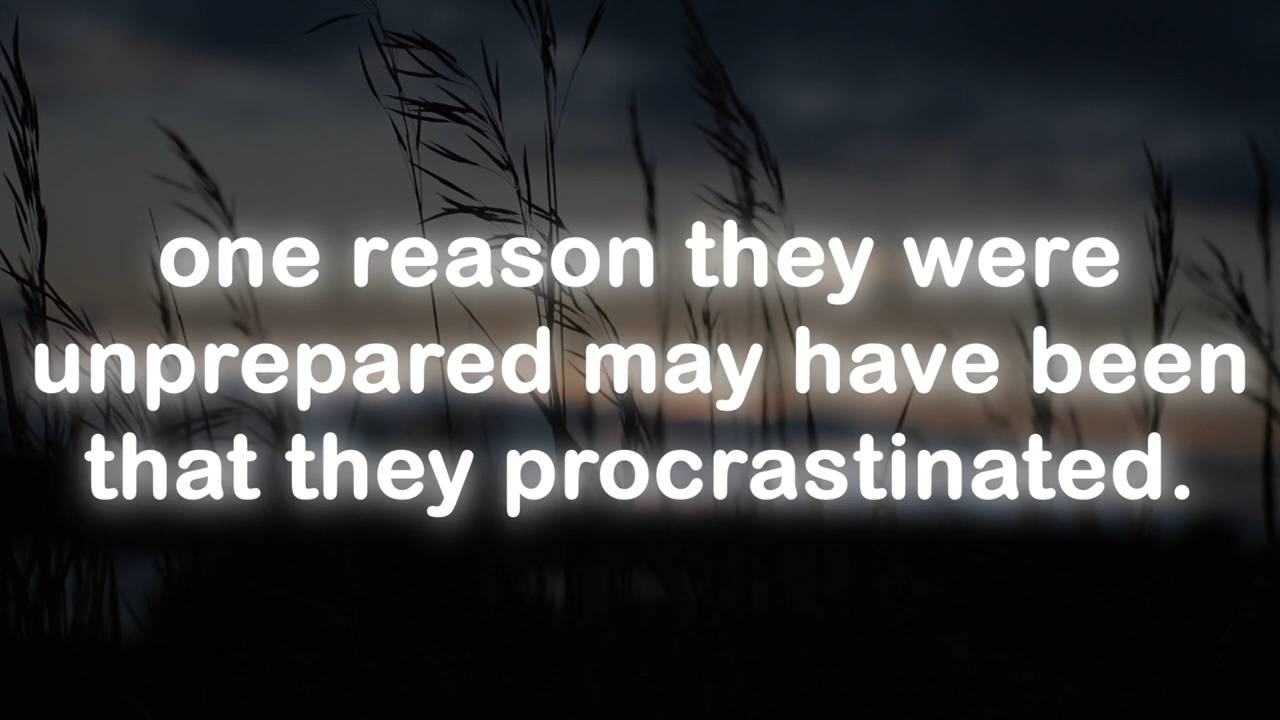 one reason they were
unprepared may have been
that they procrastinated.